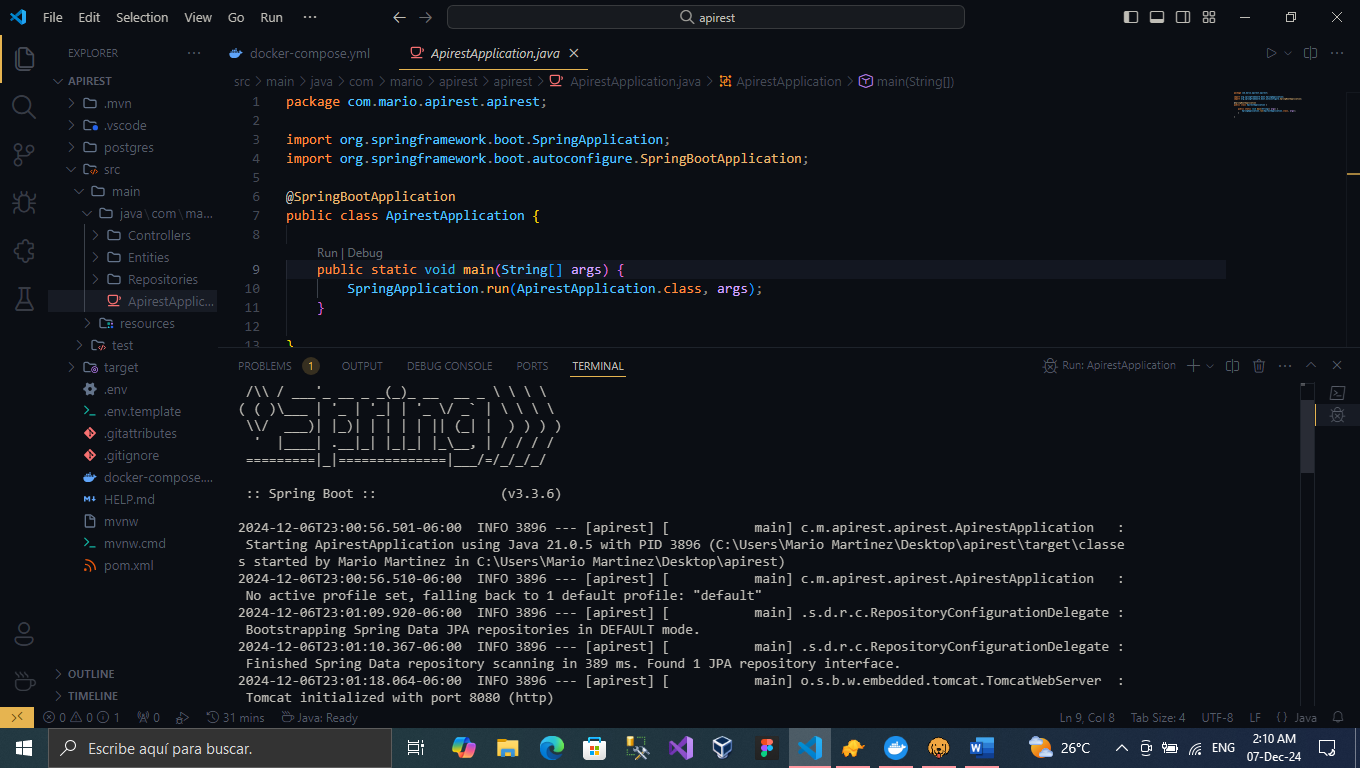 File Edit Selection View Go Run ···
apirest
EXPLORER
APIREST
.mvn
.vscode
postgres
src
main
java\com\ma...
Controllers
Entities
Repositories
ApirestApplic...
resources
test
target
.env
.env.template
.gitattributes
.gitignore
docker-compose....
HELP.md
mvnw
mvnw.cmd
pom.xml
OUTLINE
TIMELINE
docker-compose.yml
ApirestApplication.java
src > main > java > com > mario > apirest > apirest > ApirestApplication.java > ApirestApplication > main(String[])
1 package com.mario.apirest.apirest;
2
3 import org.springframework.boot.SpringApplication;
4 import org.springframework.boot.autoconfigure.SpringBootApplication;
5
6 @SpringBootApplication
7 public class ApirestApplication {
8
Run | Debug
9 public static void main(String[] args) {
10 SpringApplication.run(ApirestApplication.class, args);
11 }
12
13 }
PROBLEMS 1 OUTPUT DEBUG CONSOLE PORTS TERMINAL
Run: ApirestApplication
 /\\ / ___'_ __ _ _(_)_ __  __ _ \ \ \ \
( ( )\___ | '_ | '_| | '_ \/ _` | \ \ \ \
 \\/  ___)| |_)| | | | | || (_| |  ) ) ) )
  '  |____| .__|_| |_|_| |_\__, | / / / /
 =========|_|==============|___/=/_/_/_/
:: Spring Boot :: (v3.3.6)
2024-12-06T23:00:56.501-06:00  INFO 3896 --- [apirest] [           main] c.m.apirest.apirest.ApirestApplication   :
Starting ApirestApplication using Java 21.0.5 with PID 3896 (C:\Users\Mario Martinez\Desktop\apirest\target\classe
s started by Mario Martinez in C:\Users\Mario Martinez\Desktop\apirest)
2024-12-06T23:00:56.510-06:00  INFO 3896 --- [apirest] [           main] c.m.apirest.apirest.ApirestApplication   :
No active profile set, falling back to 1 default profile: "default"
2024-12-06T23:01:09.920-06:00  INFO 3896 --- [apirest] [           main] .s.d.r.c.RepositoryConfigurationDelegate :
Bootstrapping Spring Data JPA repositories in DEFAULT mode.
2024-12-06T23:01:10.367-06:00  INFO 3896 --- [apirest] [           main] .s.d.r.c.RepositoryConfigurationDelegate :
Finished Spring Data repository scanning in 389 ms. Found 1 JPA repository interface.
2024-12-06T23:01:18.064-06:00  INFO 3896 --- [apirest] [           main] o.s.b.w.embedded.tomcat.TomcatWebServer  :
Tomcat initialized with port 8080 (http)
0 0 1 0 31 mins Java: Ready
Ln 9, Col 8 Tab Size: 4 UTF-8 LF {} Java
Escribe aquí para buscar.
26°C
ENG
2:10 AM
07-Dec-24